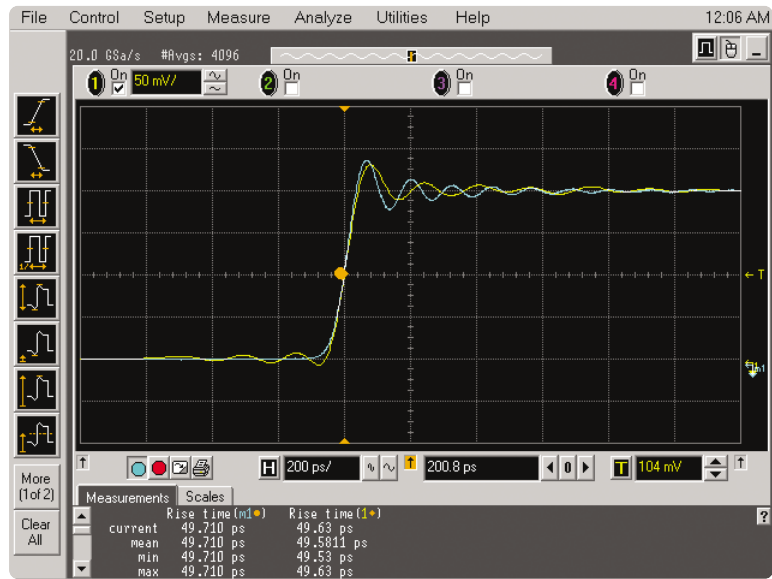 File Control Setup Measure Analyze Utilities Help 12:06 AM
20.0 GSa/s #Avgs: 4096
1 On 50 mV/ 2 On 3 On 4 On
T
m1
H 200 ps/ 200.8 ps 0 T 104 mV
More
(1of 2)
Clear
All
Measurements Scales
Rise time(m1) Rise time(1) ?
current 49.710 ps 49.63 ps
mean 49.710 ps 49.5811 ps
min 49.710 ps 49.53 ps
max 49.710 ps 49.63 ps